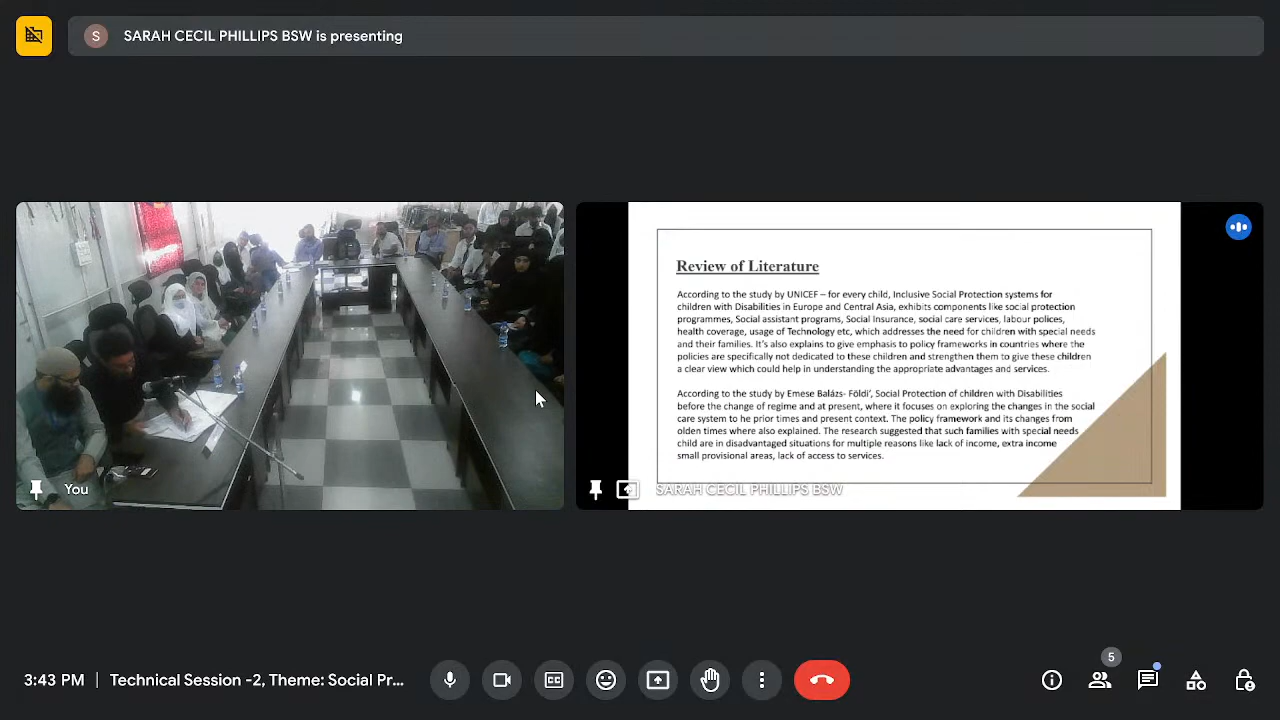 S
SARAH CECIL PHILLIPS BSW is presenting
Review of Literature
According to the study by UNICEF – for every child, Inclusive Social Protection systems for
children with Disabilities in Europe and Central Asia, exhibits components like social protection
programmes, Social assistant programs, Social Insurance, social care services, labour polices,
health coverage, usage of Technology etc, which addresses the need for children with special needs
and their families. It's also explains to give emphasis to policy frameworks in countries where the
policies are specifically not dedicated to these children and strengthen them to give these children
a clear view which could help in understanding the appropriate advantages and services.
According to the study by Emese Balázs- Földi', Social Protection of children with Disabilities
before the change of regime and at present, where it focuses on exploring the changes in the social
care system to he prior times and present context. The policy framework and its changes from
olden times where also explained. The research suggested that such families with special needs
child are in disadvantaged situations for multiple reasons like lack of income, extra income
small provisional areas, lack of access to services.
You
SARAH CECIL PHILLIPS BSW
5
3:43 PM | Technical Session -2, Theme: Social Pr...